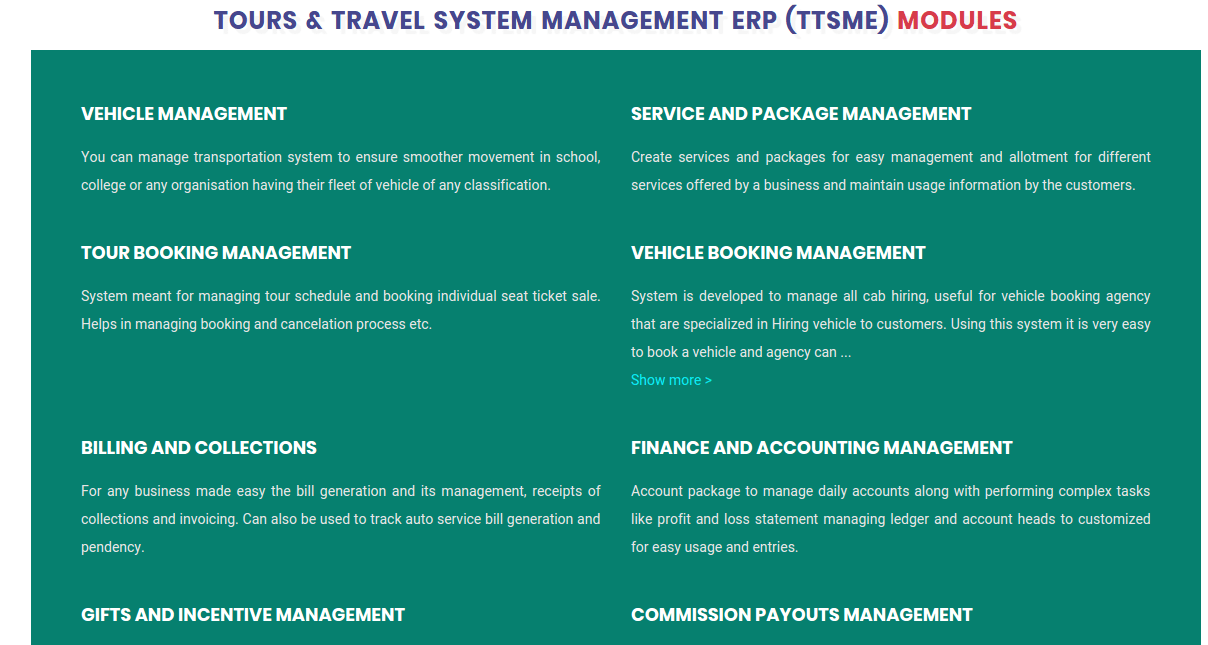 TOURS & TRAVEL SYSTEM MANAGEMENT ERP (TTSME) MODULES
VEHICLE MANAGEMENT
You can manage transportation system to ensure smoother movement in school,
college or any organisation having their fleet of vehicle of any classification.
SERVICE AND PACKAGE MANAGEMENT
Create services and packages for easy management and allotment for different
services offered by a business and maintain usage information by the customers.
TOUR BOOKING MANAGEMENT
System meant for managing tour schedule and booking individual seat ticket sale.
Helps in managing booking and cancelation process etc.
VEHICLE BOOKING MANAGEMENT
System is developed to manage all cab hiring, useful for vehicle booking agency
that are specialized in Hiring vehicle to customers. Using this system it is very easy
to book a vehicle and agency can ...
Show more >
BILLING AND COLLECTIONS
For any business made easy the bill generation and its management, receipts of
collections and invoicing. Can also be used to track auto service bill generation and
pendency.
FINANCE AND ACCOUNTING MANAGEMENT
Account package to manage daily accounts along with performing complex tasks
like profit and loss statement managing ledger and account heads to customized
for easy usage and entries.
GIFTS AND INCENTIVE MANAGEMENT
COMMISSION PAYOUTS MANAGEMENT